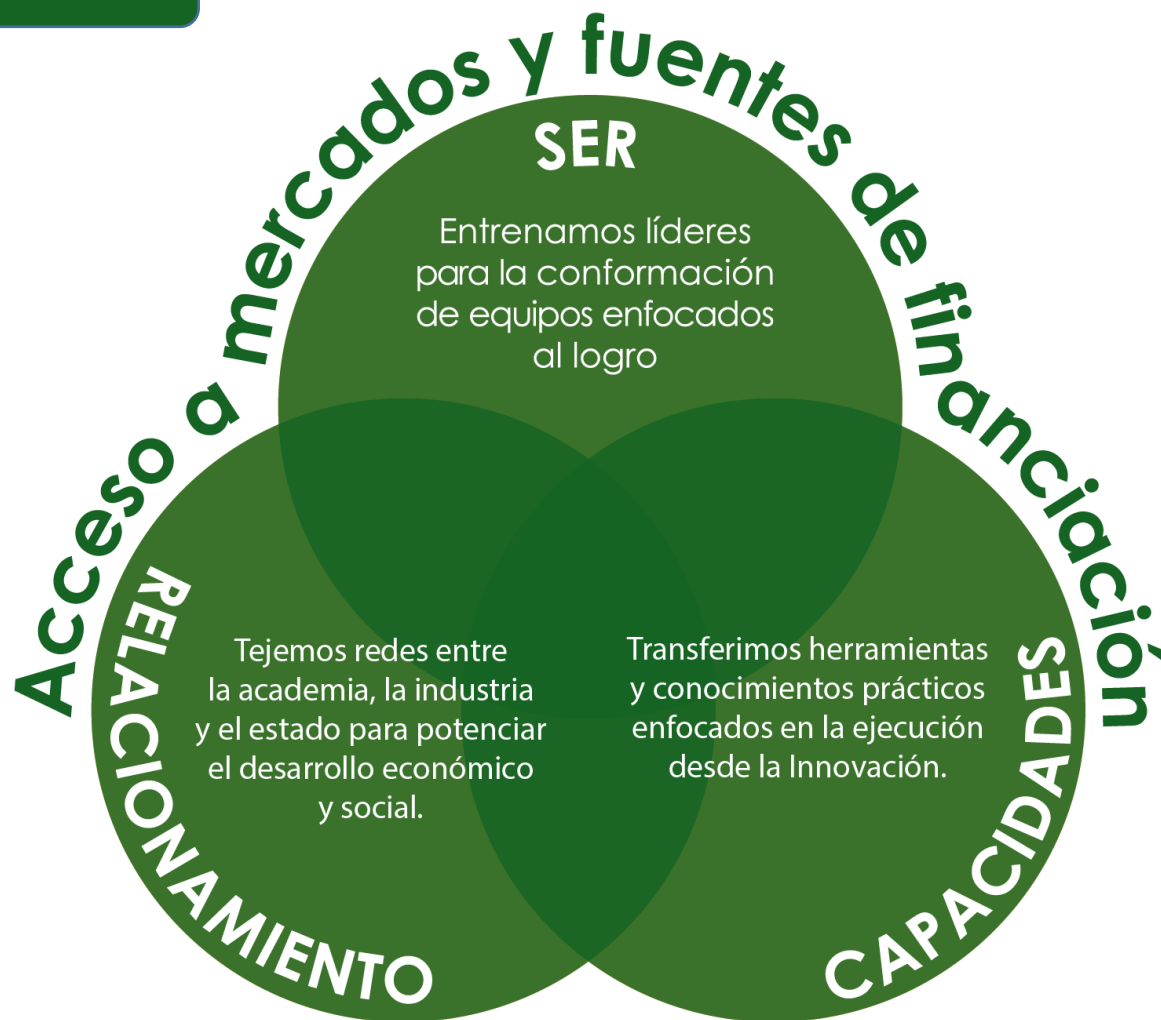 Acceso a mercados y fuentes de financiación
SER
Entrenamos líderes
para la conformación
de equipos enfocados
al logro
RELACIONAMIENTO
Tejemos redes entre
la academia, la industria
y el estado para potenciar
el desarrollo económico
y social.
Transferimos herramientas
y conocimientos prácticos
enfocados en la ejecución
desde la Innovación.
CAPACIDADES